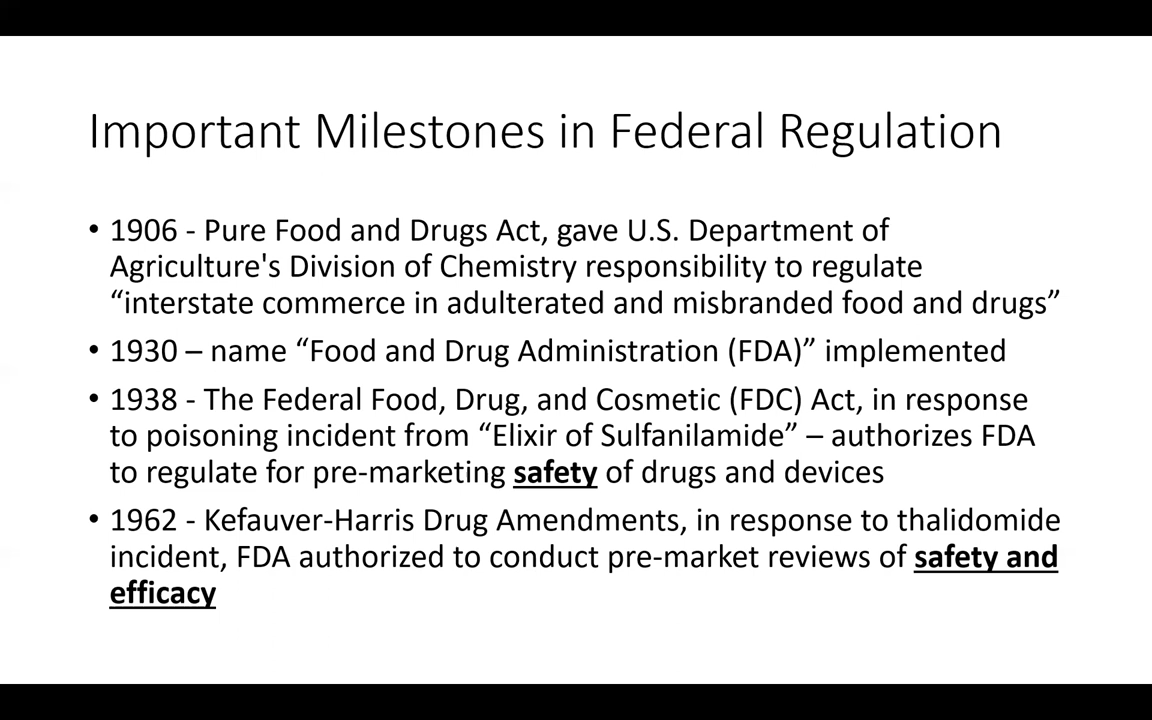 Important Milestones in Federal Regulation
• 1906 - Pure Food and Drugs Act, gave U.S. Department of
Agriculture's Division of Chemistry responsibility to regulate
“interstate commerce in adulterated and misbranded food and drugs”
• 1930 – name “Food and Drug Administration (FDA)” implemented
• 1938 - The Federal Food, Drug, and Cosmetic (FDC) Act, in response
to poisoning incident from “Elixir of Sulfanilamide” – authorizes FDA
to regulate for pre-marketing safety of drugs and devices
• 1962 - Kefauver-Harris Drug Amendments, in response to thalidomide
incident, FDA authorized to conduct pre-market reviews of safety and
efficacy